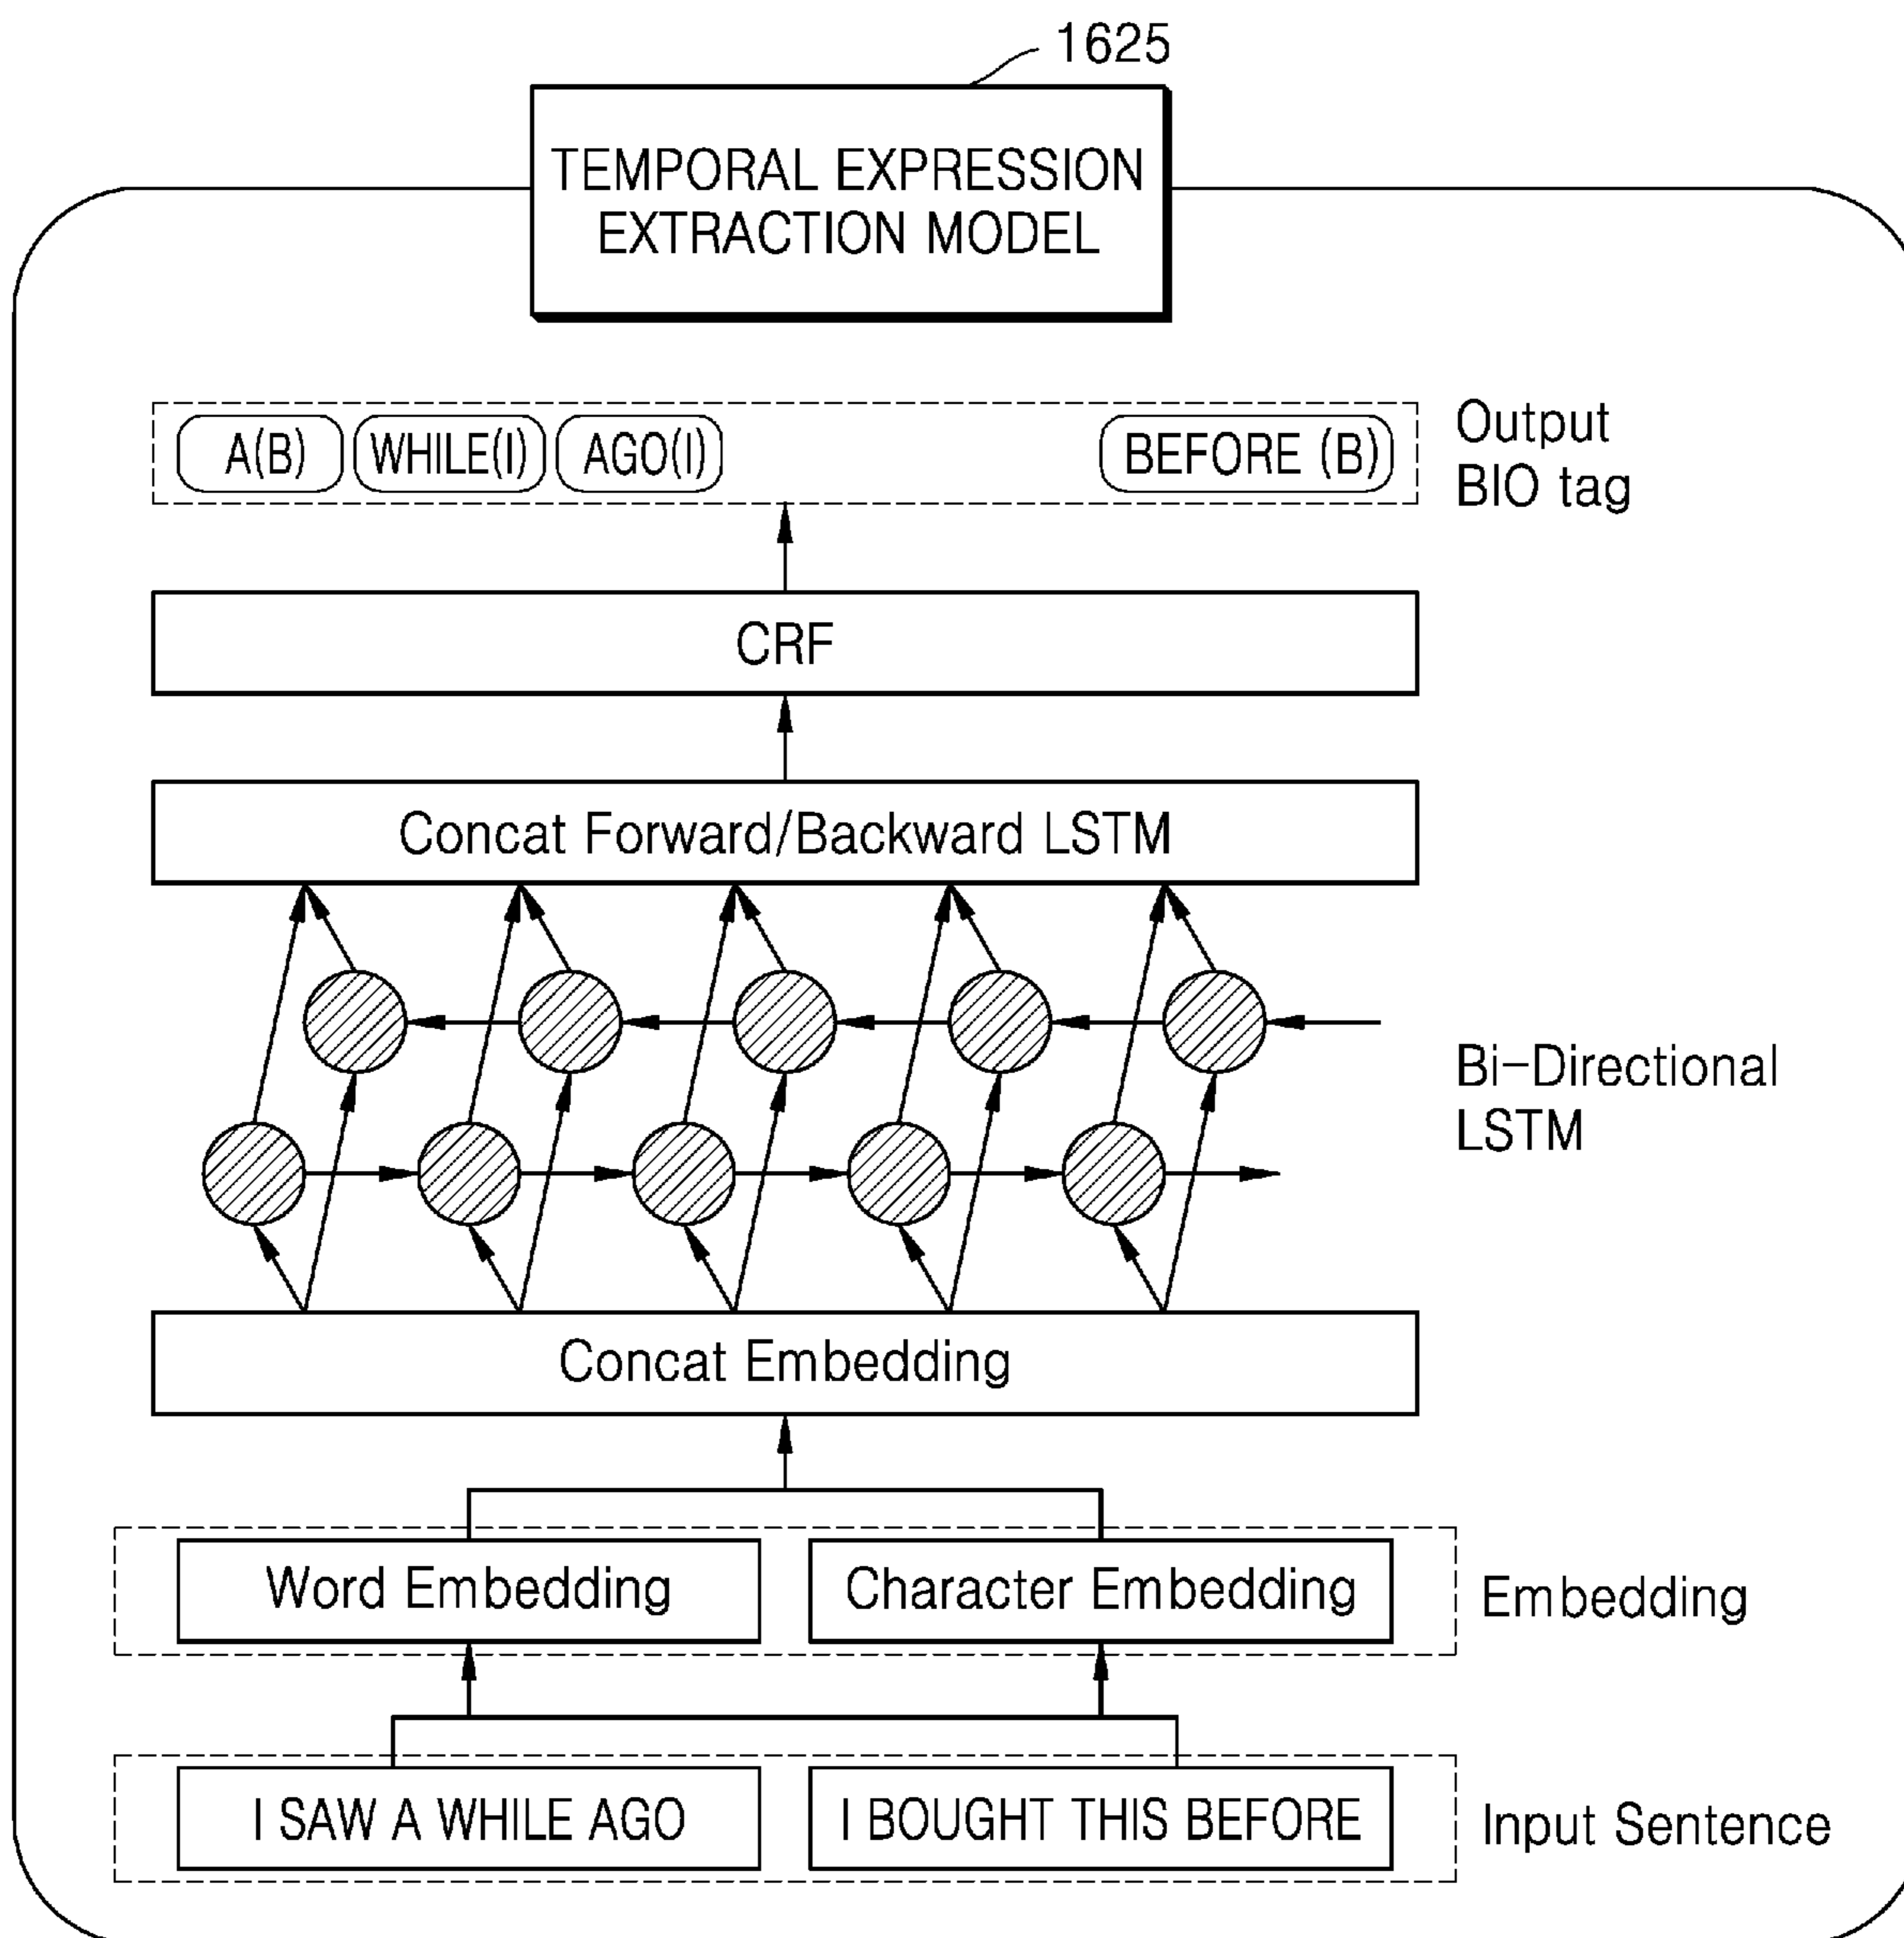 1625
TEMPORAL EXPRESSION
EXTRACTION MODEL
A(B) WHILE(I) AGO(I) BEFORE (B)
Output
BIO tag
CRF
Concat Forward/Backward LSTM
Bi-Directional
LSTM
Concat Embedding
Word Embedding Character Embedding
Embedding
I SAW A WHILE AGO I BOUGHT THIS BEFORE
Input Sentence